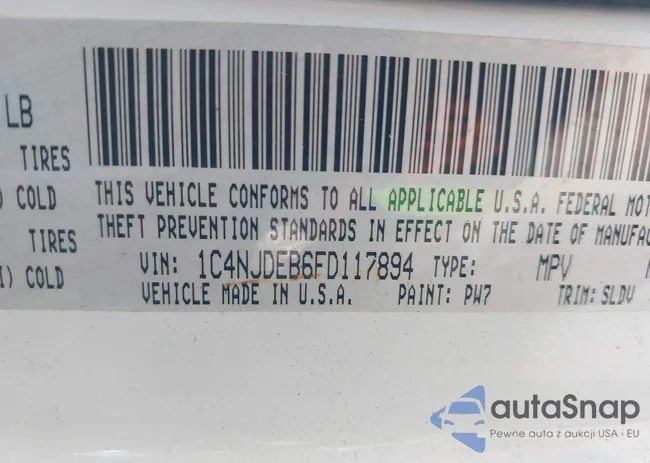 LB
TIRES
) COLD THIS VEHICLE CONFORMS TO ALL APPLICABLE U.S.A. FEDERAL MOT
THEFT PREVENTION STANDARDS IN EFFECT ON THE DATE OF MANUFAC
TIRES
I) COLD VIN: 1C4NJDEB6FD117894 TYPE: MPV
VEHICLE MADE IN U.S.A. PAINT: PW7 TRIM: SLDV
autoSnap
Pewne auta z aukcji USA i EU